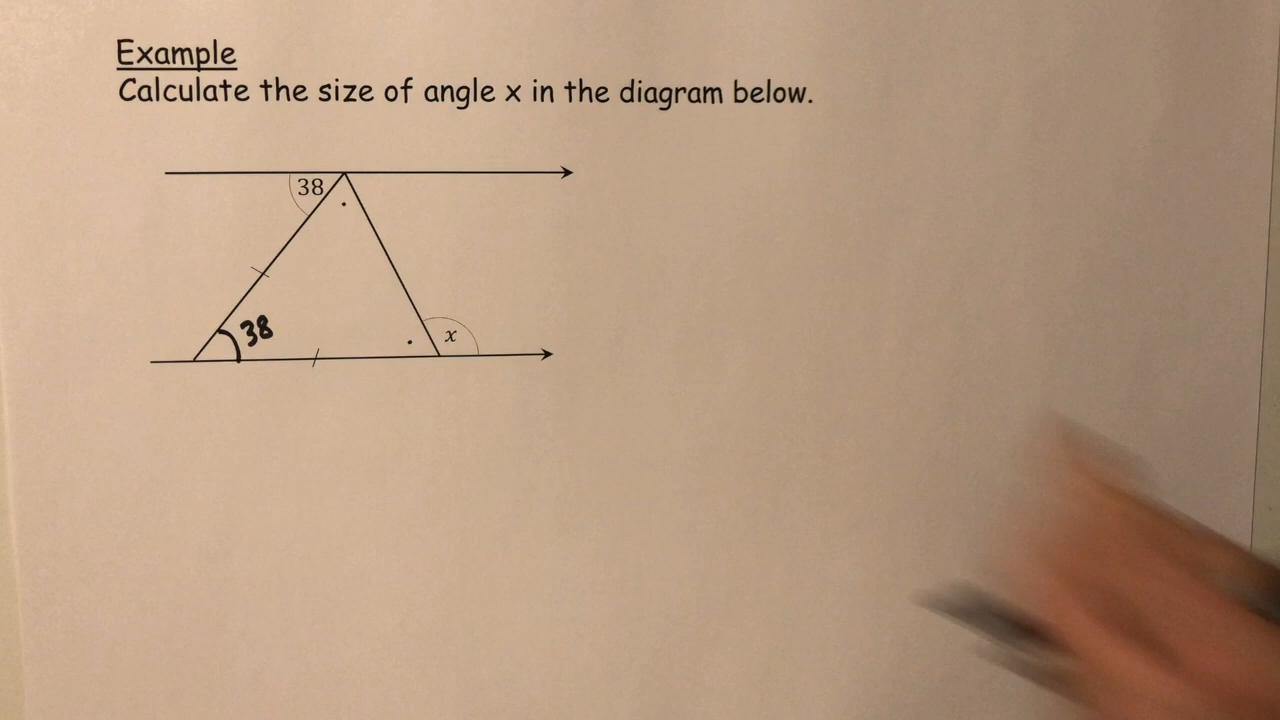 Example
Calculate the size of angle x in the diagram below.
38
38
x